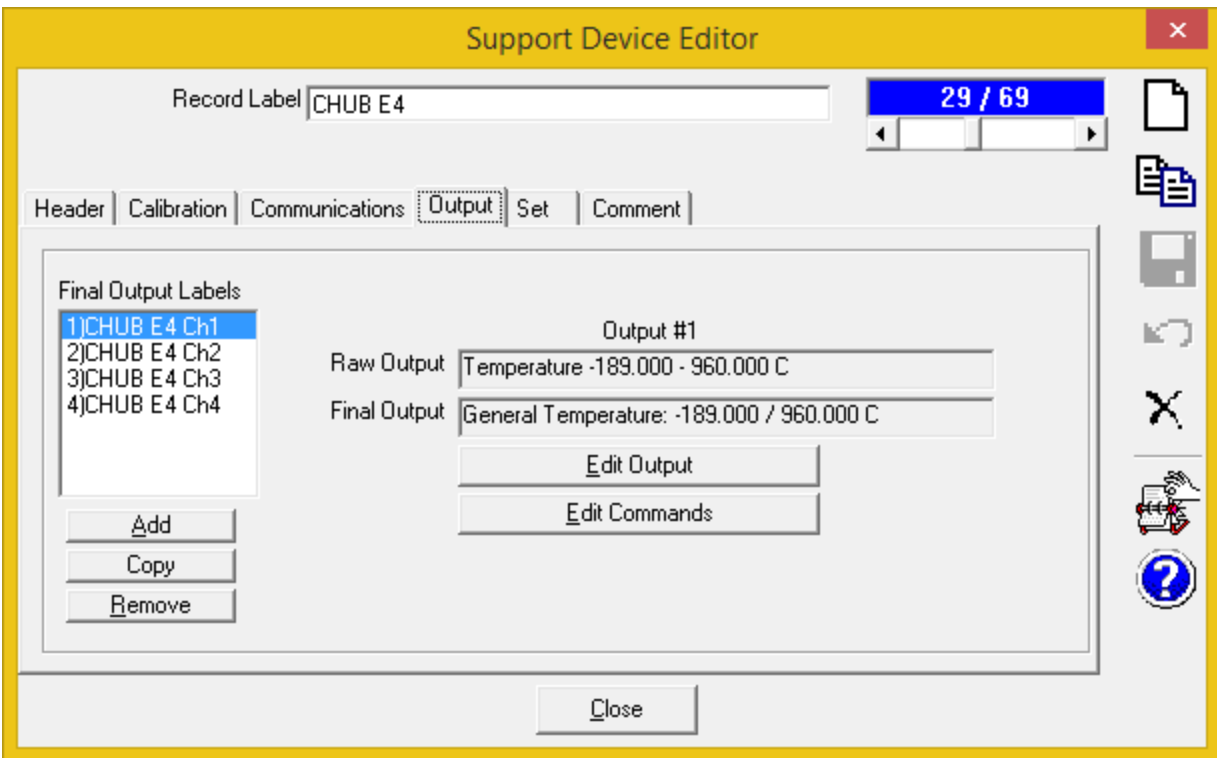 Support Device Editor
Record Label CHUB E4
29 / 69
Header Calibration Communications Output Set Comment
Final Output Labels
1)CHUB E4 Ch1
2)CHUB E4 Ch2
3)CHUB E4 Ch3
4)CHUB E4 Ch4
Add
Copy
Remove
Output #1
Raw Output Temperature -189.000 - 960.000 C
Final Output General Temperature: -189.000 / 960.000 C
Edit Output
Edit Commands
Close